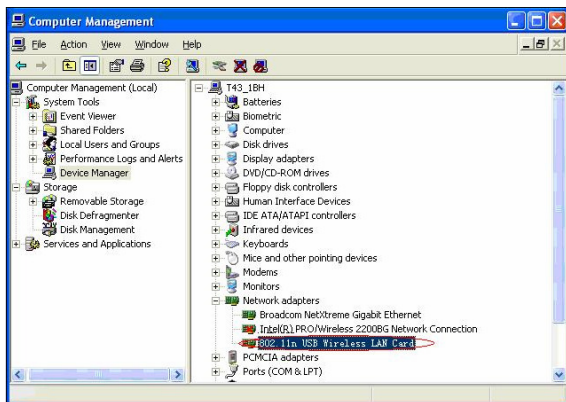 Computer Management
File Action View Window Help
Computer Management (Local)
System Tools
Event Viewer
Shared Folders
Local Users and Groups
Performance Logs and Alerts
Device Manager
Storage
Removable Storage
Disk Defragmenter
Disk Management
Services and Applications
T43_1BH
Batteries
Biometric
Computer
Disk drives
Display adapters
DVD/CD-ROM drives
Floppy disk controllers
Human Interface Devices
IDE ATA/ATAPI controllers
Infrared devices
Keyboards
Mice and other pointing devices
Modems
Monitors
Network adapters
Broadcom NetXtreme Gigabit Ethernet
Intel(R) PRO/Wireless 2200BG Network Connection
802.11n USB Wireless LAN Card
PCMCIA adapters
Ports (COM & LPT)